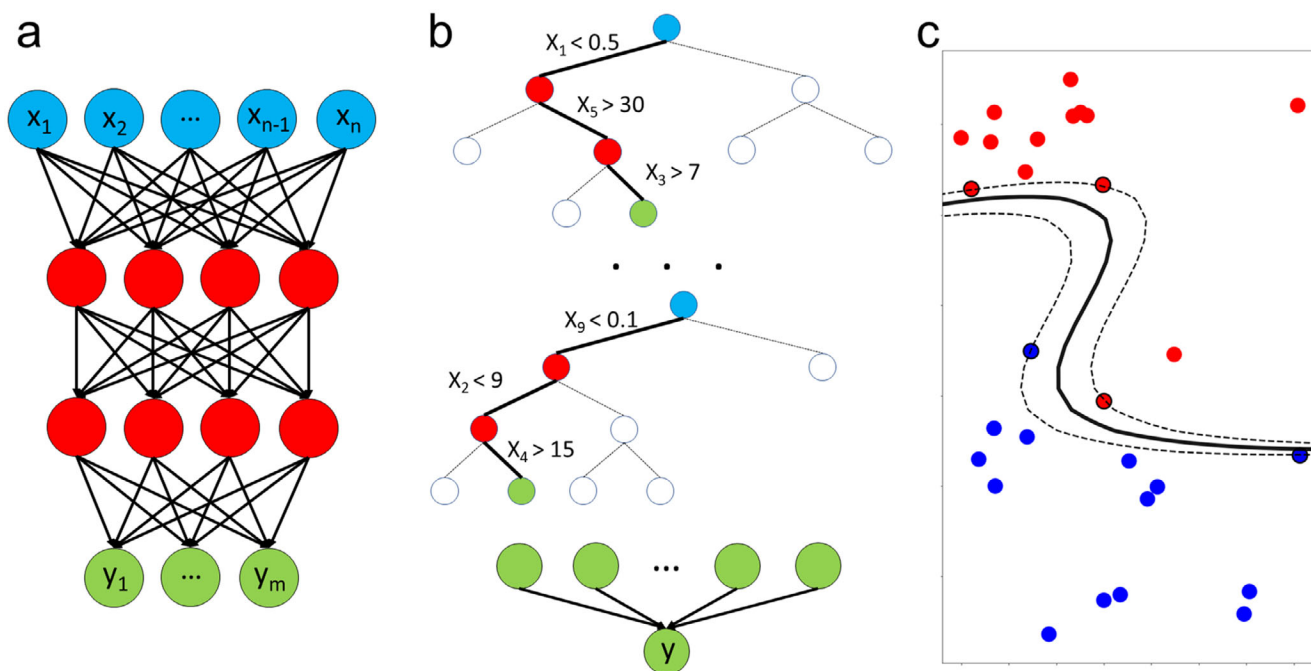 a
x1 x2 ... xn-1 xn
y1 ... ym
b
X1 < 0.5
X5 > 30
X3 > 7
. . .
X9 < 0.1
X2 < 9
X4 > 15
...
y
c